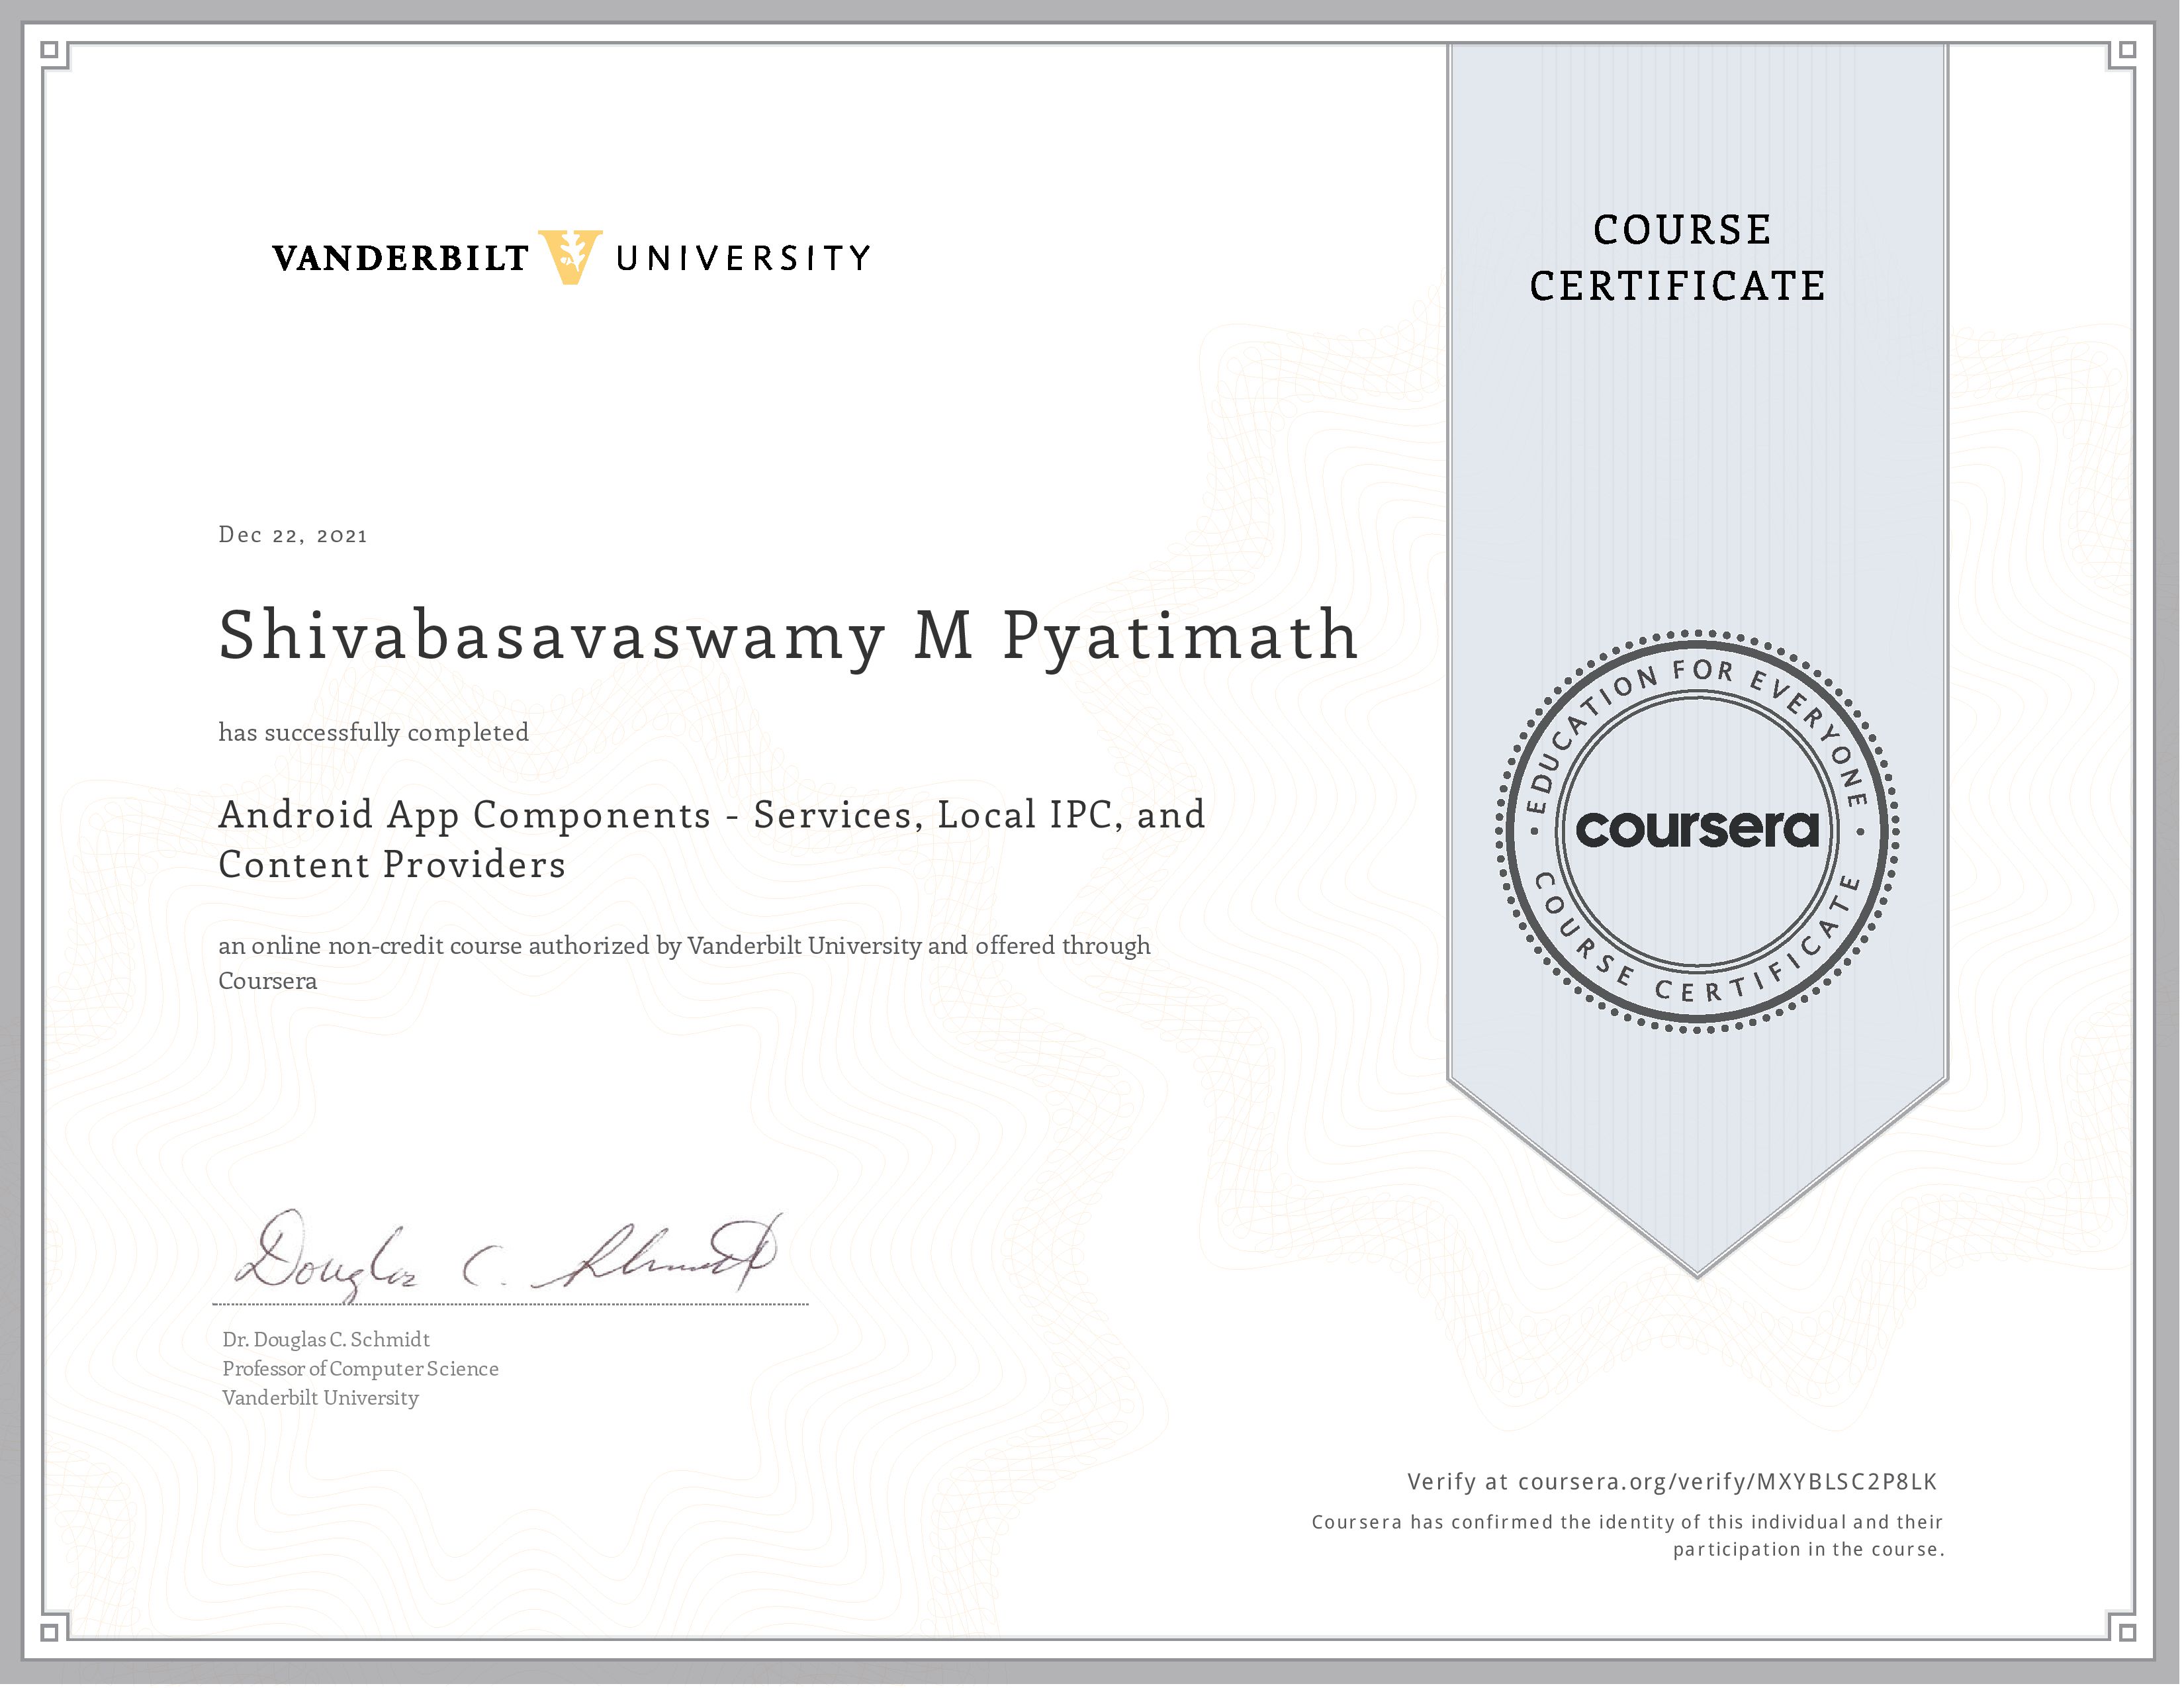 VANDERBILT V UNIVERSITY
COURSE
CERTIFICATE
Dec 22, 2021
Shivabasavaswamy M Pyatimath
has successfully completed
Android App Components - Services, Local IPC, and
Content Providers
an online non-credit course authorized by Vanderbilt University and offered through
Coursera
EDUCATION FOR EVERYONE
coursera
COURSE CERTIFICATE
Douglas C. Schmidt
Dr. Douglas C. Schmidt
Professor of Computer Science
Vanderbilt University
Verify at coursera.org/verify/MXYBLSC2P8LK
Coursera has confirmed the identity of this individual and their
participation in the course.